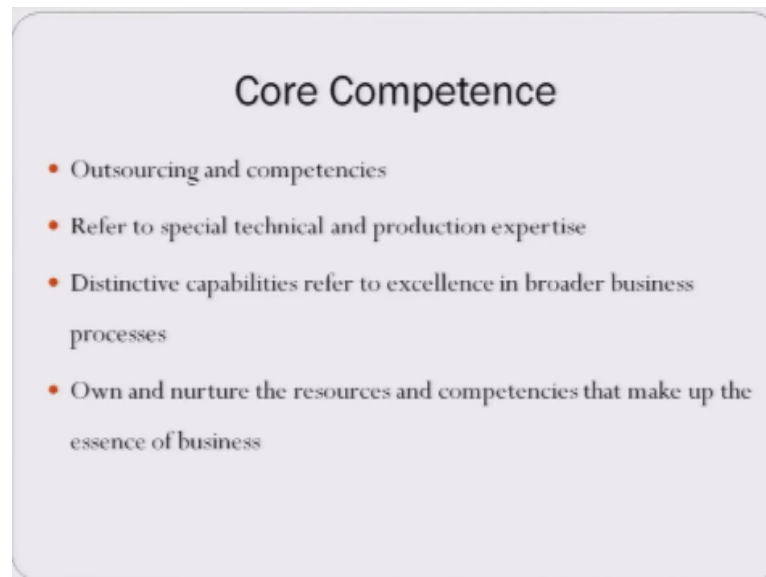 Core Competence
• Outsourcing and competencies
• Refer to special technical and production expertise
• Distinctive capabilities refer to excellence in broader business
processes
• Own and nurture the resources and competencies that make up the
essence of business